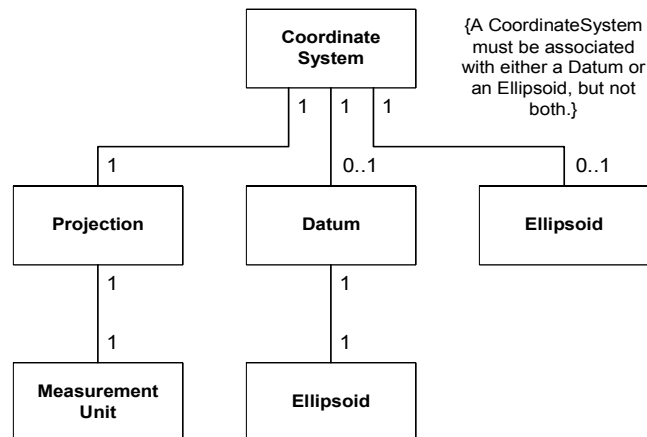 Coordinate
System
{A CoordinateSystem
must be associated
with either a Datum or
an Ellipsoid, but not
both.}
1 1 1
1 0..1 0..1
Projection Datum Ellipsoid
1 1
1 1
Measurement
Unit
Ellipsoid